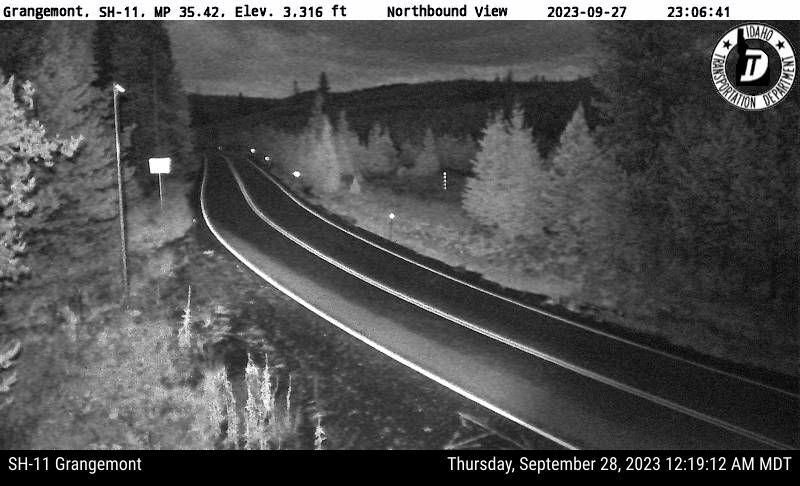 Grangemont, SH-11, MP 35.42, Elev. 3,316 ft Northbound View 2023-09-27 23:06:41
IDAHO
TRANSPORTATION DEPARTMENT
SH-11 Grangemont Thursday, September 28, 2023 12:19:12 AM MDT